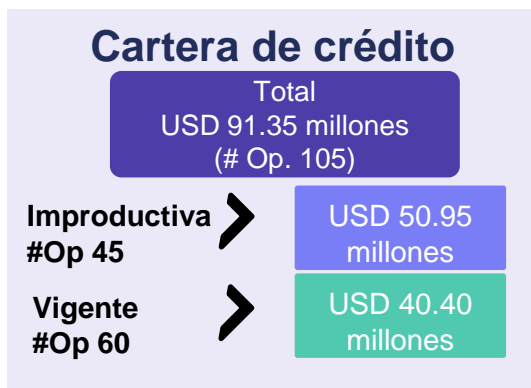 Cartera de crédito
Total
USD 91.35 millones
(# Op. 105)
Improductiva
#Op 45
USD 50.95
millones
Vigente
#Op 60
USD 40.40
millones